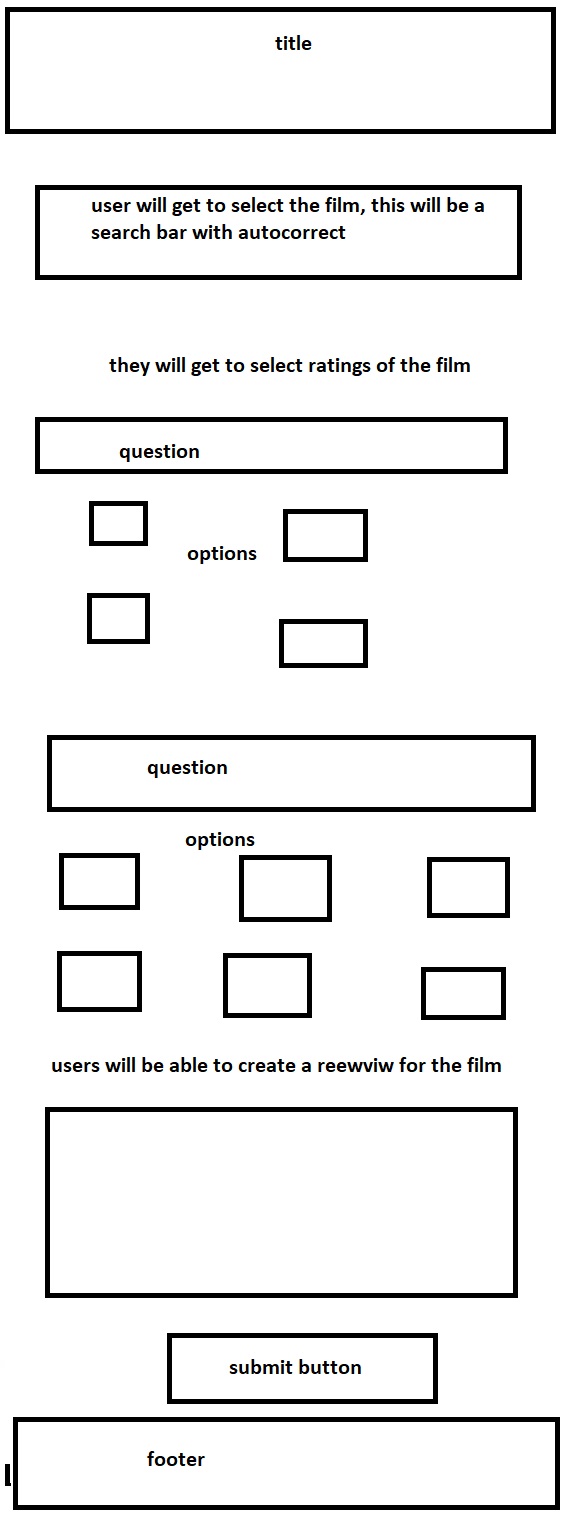 title
user will get to select the film, this will be a
search bar with autocorrect
they will get to select ratings of the film
question
options
question
options
users will be able to create a reewviw for the film
submit button
footer